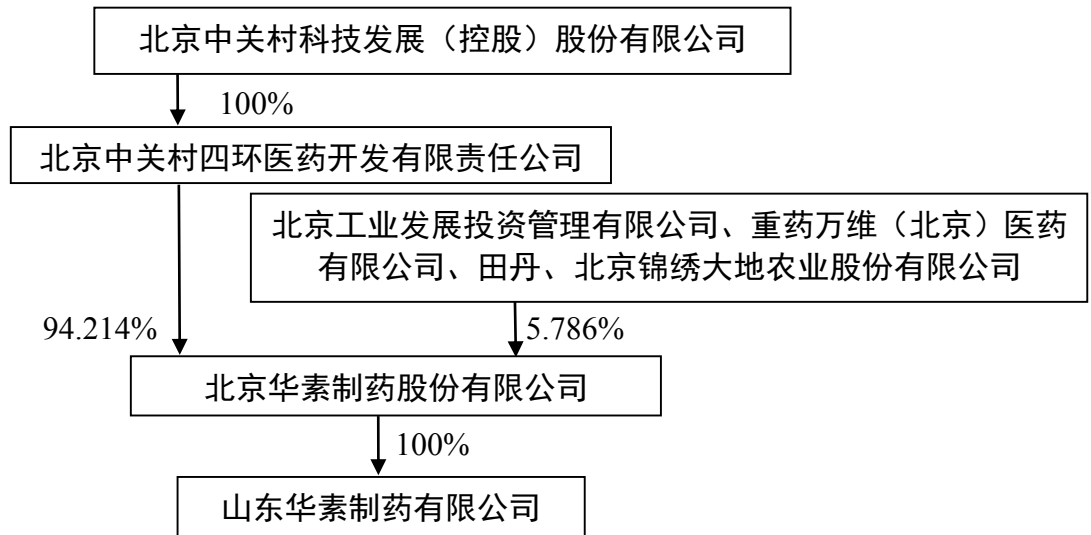 北京中关村科技发展（控股）股份有限公司
100%
北京中关村四环医药开发有限责任公司
北京工业发展投资管理有限公司、重药万维（北京）医药
有限公司、田丹、北京锦绣大地农业股份有限公司
94.214%
5.786%
北京华素制药股份有限公司
100%
山东华素制药有限公司